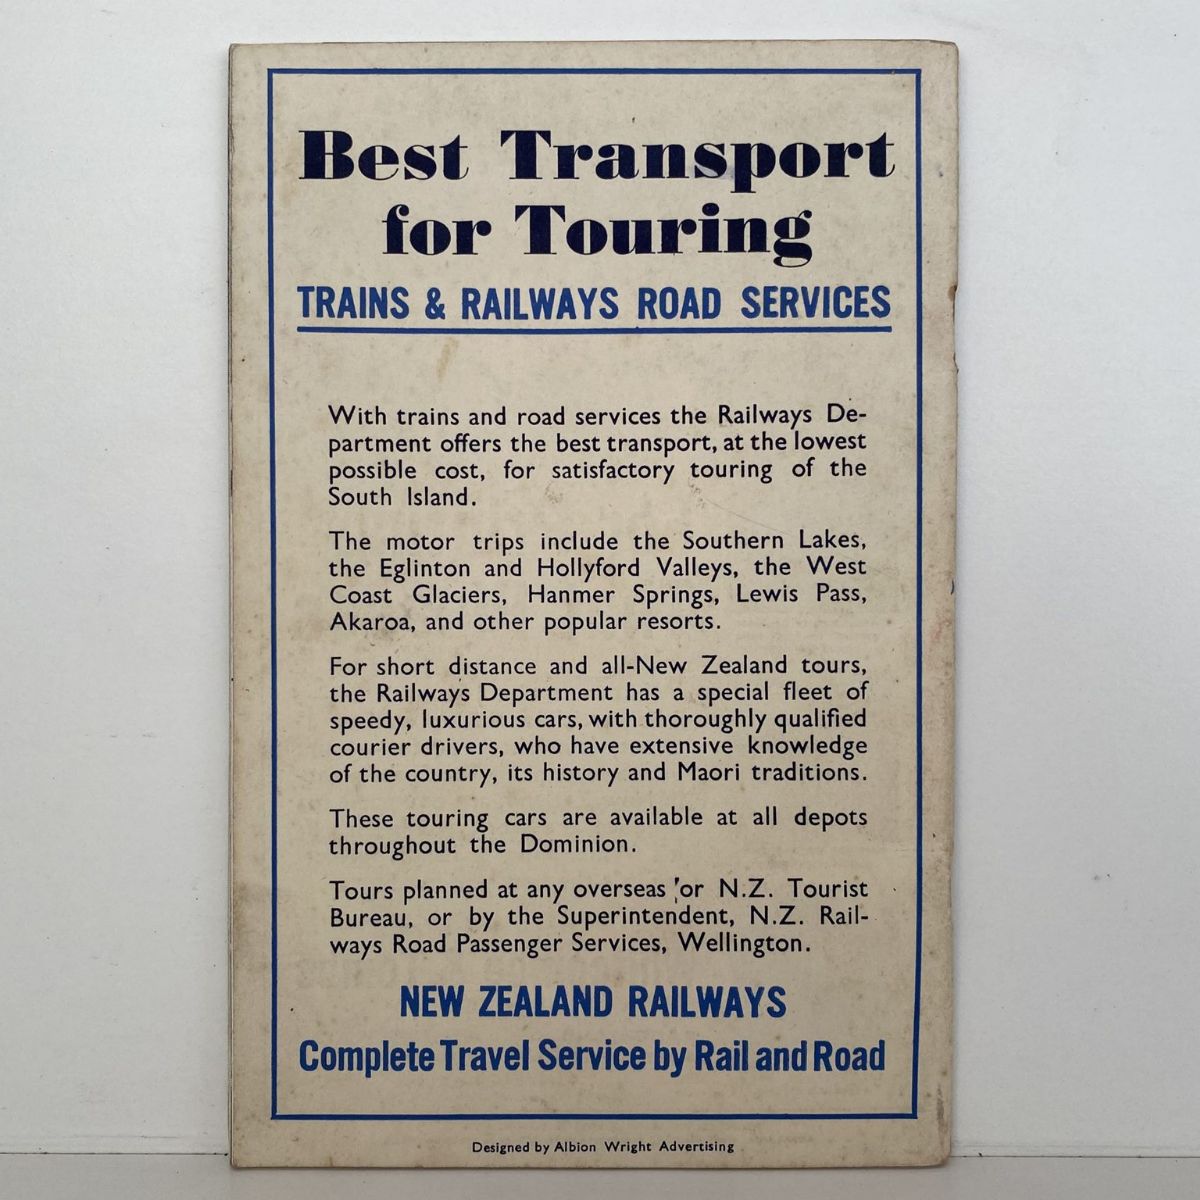 Best Transport
for Touring
TRAINS & RAILWAYS ROAD SERVICES
With trains and road services the Railways De-
partment offers the best transport, at the lowest
possible cost, for satisfactory touring of the
South Island.
The motor trips include the Southern Lakes,
the Eglinton and Hollyford Valleys, the West
Coast Glaciers, Hanmer Springs, Lewis Pass,
Akaroa, and other popular resorts.
For short distance and all-New Zealand tours,
the Railways Department has a special fleet of
speedy, luxurious cars, with thoroughly qualified
courier drivers, who have extensive knowledge
of the country, its history and Maori traditions.
These touring cars are available at all depots
throughout the Dominion.
Tours planned at any overseas or N.Z. Tourist
Bureau, or by the Superintendent, N.Z. Rail-
ways Road Passenger Services, Wellington.
NEW ZEALAND RAILWAYS
Complete Travel Service by Rail and Road
Designed by Albion Wright Advertising